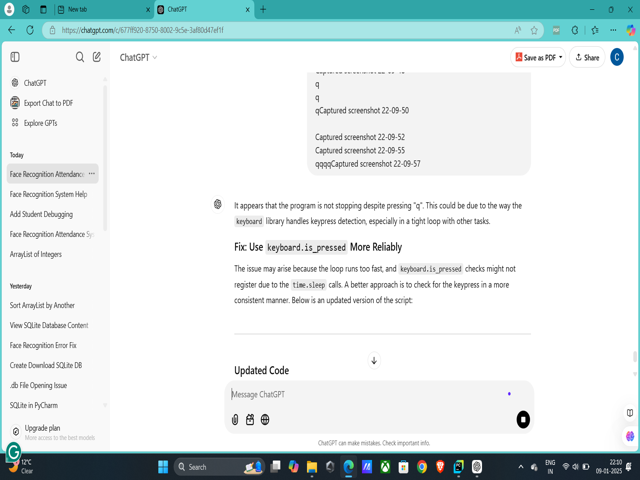 New tab
ChatGPT
https://chatgpt.com/c/677ff920-8750-8002-9c5e-3af80d47ef1f
ChatGPT
Save as PDF
Share
C
ChatGPT
Export Chat to PDF
Explore GPTs
Today
Face Recognition Attendance
Face Recognition System Help
Add Student Debugging
Face Recognition Attendance Sy
ArrayList of Integers
Yesterday
Sort ArrayList by Another
View SQLite Database Content
Face Recognition Error Fix
Create Download SQLite DB
.db File Opening Issue
SQLite in PyCharm
Upgrade plan
More access to the best models
q
q
qCaptured screenshot 22-09-50
Captured screenshot 22-09-52
Captured screenshot 22-09-55
qqqqCaptured screenshot 22-09-57
It appears that the program is not stopping despite pressing "q". This could be due to the way the
keyboard library handles keypress detection, especially in a tight loop with other tasks.
Fix: Use keyboard.is_pressed More Reliably
The issue may arise because the loop runs too fast, and keyboard.is_pressed checks might not
register due to the time.sleep calls. A better approach is to check for the keypress in a more
consistent manner. Below is an updated version of the script:
Updated Code
Message ChatGPT
ChatGPT can make mistakes. Check important info.
12°C
Clear
Search
ENG
IN
22:10
09-01-2025